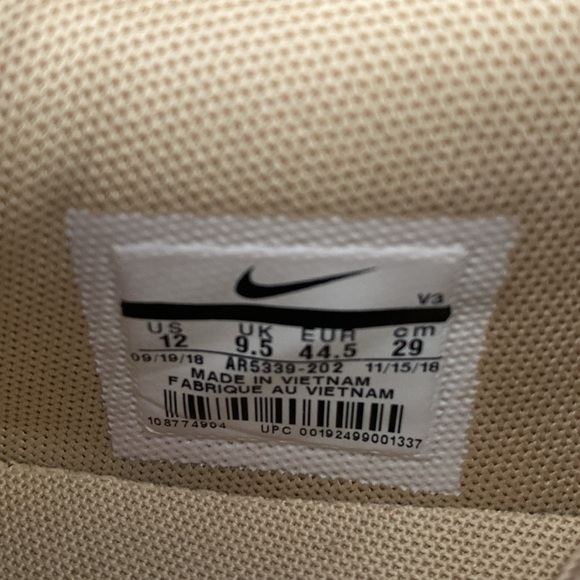 V3
US UK EUR cm
12 9.5 44.5 29
09/19/18 AR5339-202 11/15/18
MADE IN VIETNAM
FABRIQUE AU VIETNAM
108774904 UPC 00192499001337